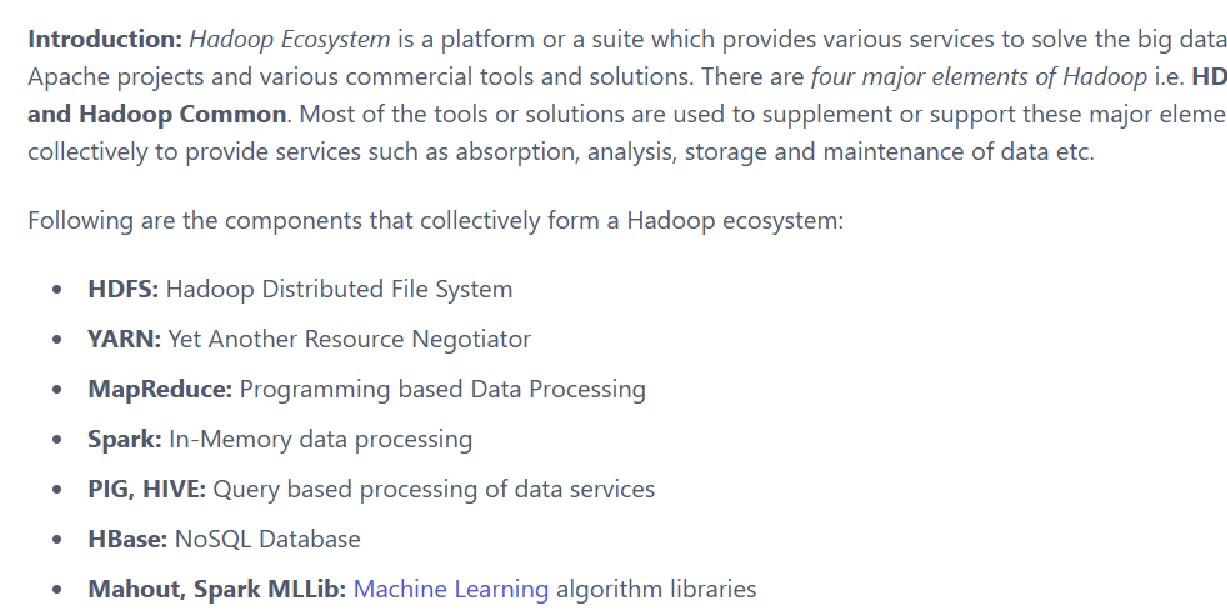 Introduction: Hadoop Ecosystem is a platform or a suite which provides various services to solve the big data
Apache projects and various commercial tools and solutions. There are four major elements of Hadoop i.e. HD
and Hadoop Common. Most of the tools or solutions are used to supplement or support these major eleme
collectively to provide services such as absorption, analysis, storage and maintenance of data etc.
Following are the components that collectively form a Hadoop ecosystem:
• HDFS: Hadoop Distributed File System
• YARN: Yet Another Resource Negotiator
• MapReduce: Programming based Data Processing
• Spark: In-Memory data processing
• PIG, HIVE: Query based processing of data services
• HBase: NoSQL Database
• Mahout, Spark MLLib: Machine Learning algorithm libraries